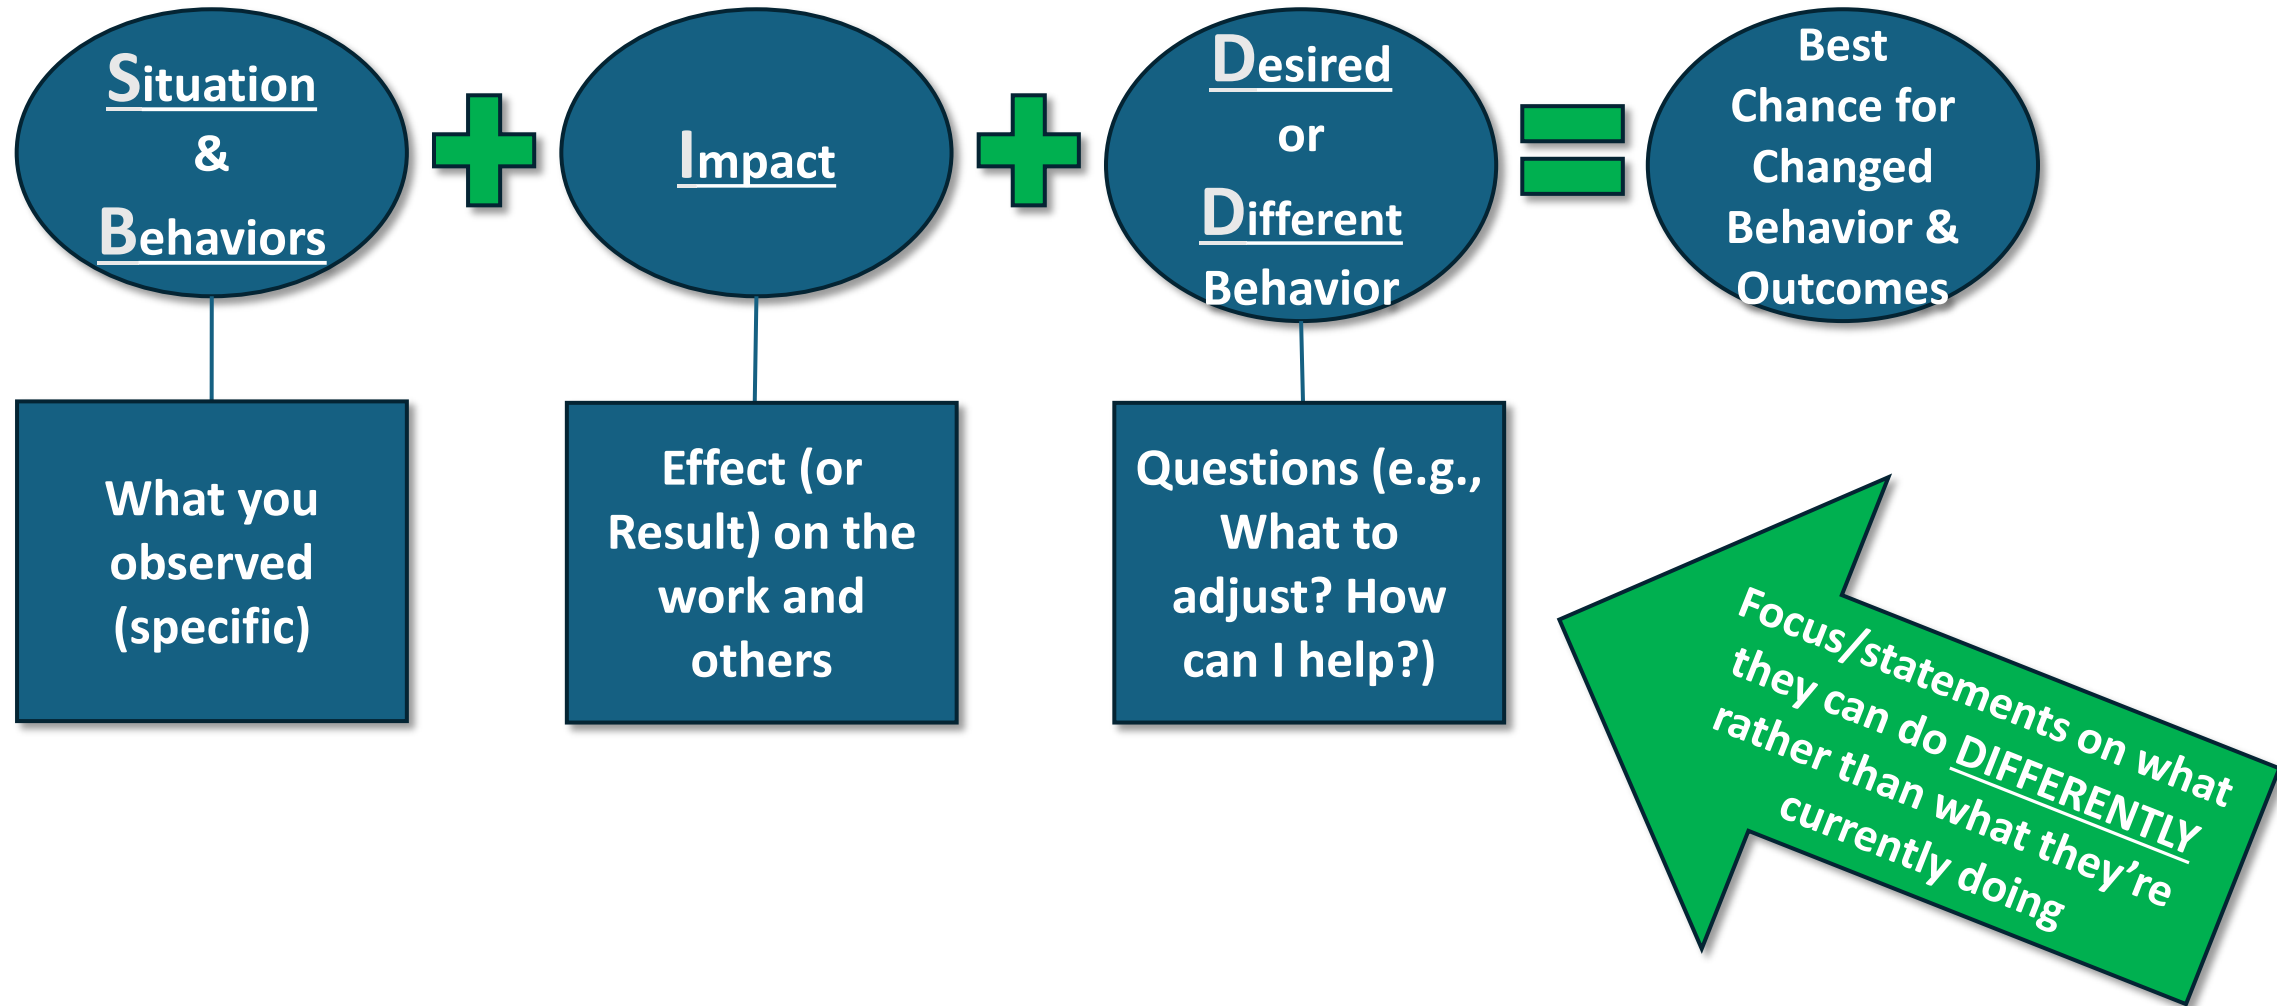 Situation
&
Behaviors
Impact
Desired
or
Different
Behavior
Best
Chance for
Changed
Behavior &
Outcomes
What you
observed
(specific)
Effect (or
Result) on the
work and
others
Questions (e.g.,
What to
adjust? How
can I help?)
Focus/statements on what
they can do DIFFERENTLY
rather than what they’re
currently doing